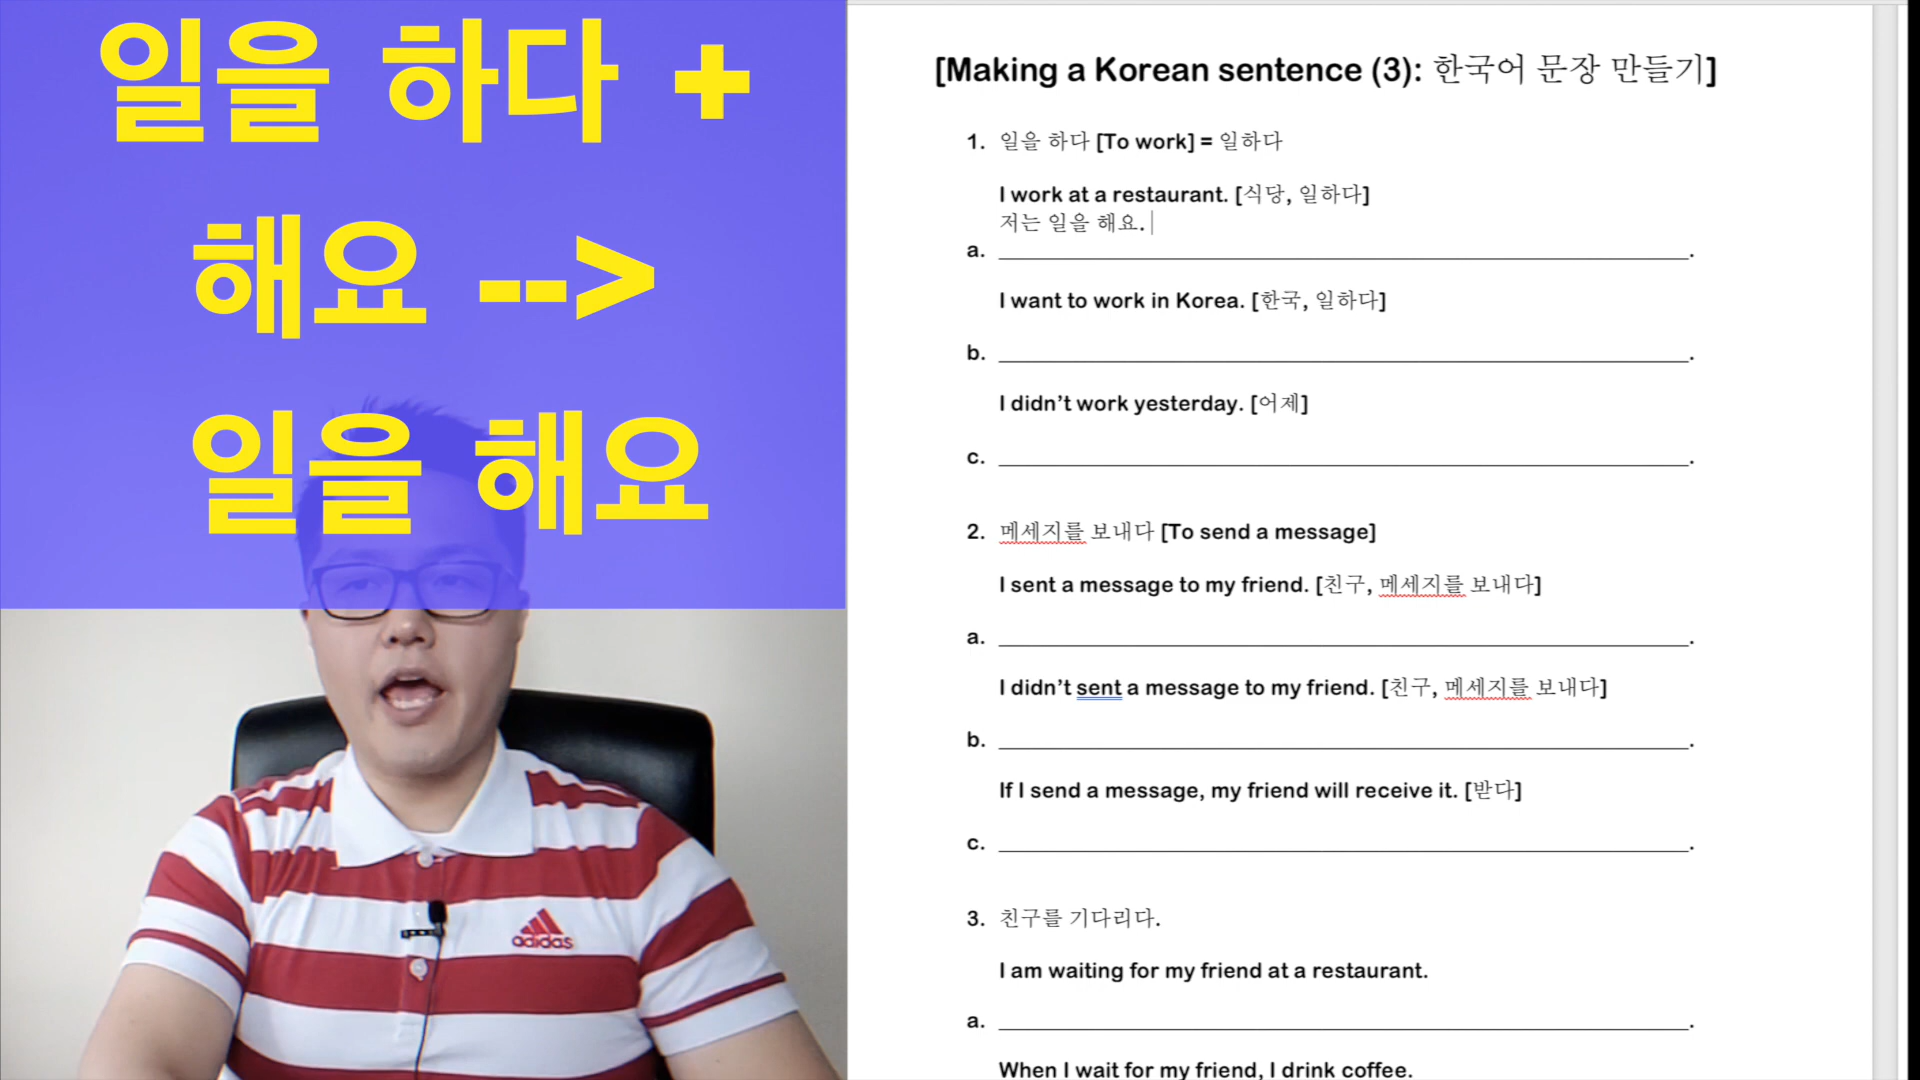 일을 하다 +
해요 -->
일을 해요
adidas
[Making a Korean sentence (3): 한국어 문장 만들기]
1. 일을 하다 [To work] = 일하다
I work at a restaurant. [식당, 일하다]
저는 일을 해요.
a. ______________________________.
I want to work in Korea. [한국, 일하다]
b. ______________________________.
I didn’t work yesterday. [어제]
c. ______________________________.
2. 메세지를 보내다 [To send a message]
I sent a message to my friend. [친구, 메세지를 보내다]
a. ______________________________.
I didn’t sent a message to my friend. [친구, 메세지를 보내다]
b. ______________________________.
If I send a message, my friend will receive it. [받다]
c. ______________________________.
3. 친구를 기다리다.
I am waiting for my friend at a restaurant.
a. ______________________________.
When I wait for my friend, I drink coffee.